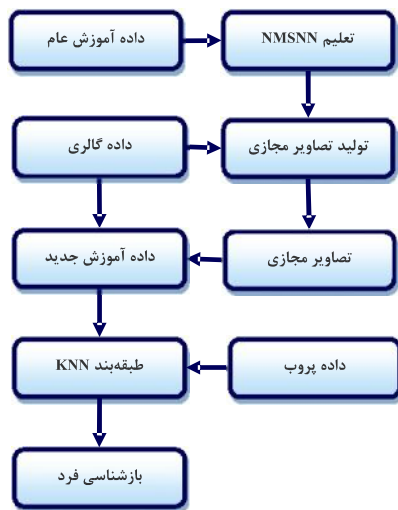 داده آموزش عام
تعلیم NMSNN
داده گالری
تولید تصاویر مجازی
داده آموزش جدید
تصاویر مجازی
طبقه‌بند KNN
داده پروب
بازشناسی فرد